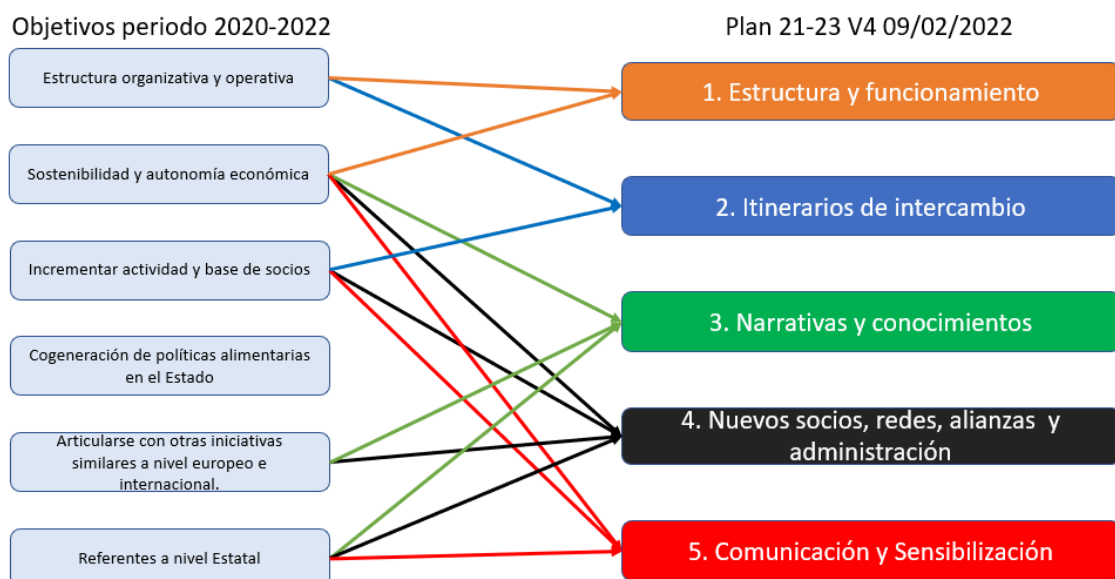 Objetivos periodo 2020-2022
Estructura organizativa y operativa
Sostenibilidad y autonomía económica
Incrementar actividad y base de socios
Cogeneración de políticas alimentarias
en el Estado
Articularse con otras iniciativas
similares a nivel europeo e
internacional.
Referentes a nivel Estatal
Plan 21-23 V4 09/02/2022
1. Estructura y funcionamiento
2. Itinerarios de intercambio
3. Narrativas y conocimientos
4. Nuevos socios, redes, alianzas y
administración
5. Comunicación y Sensibilización